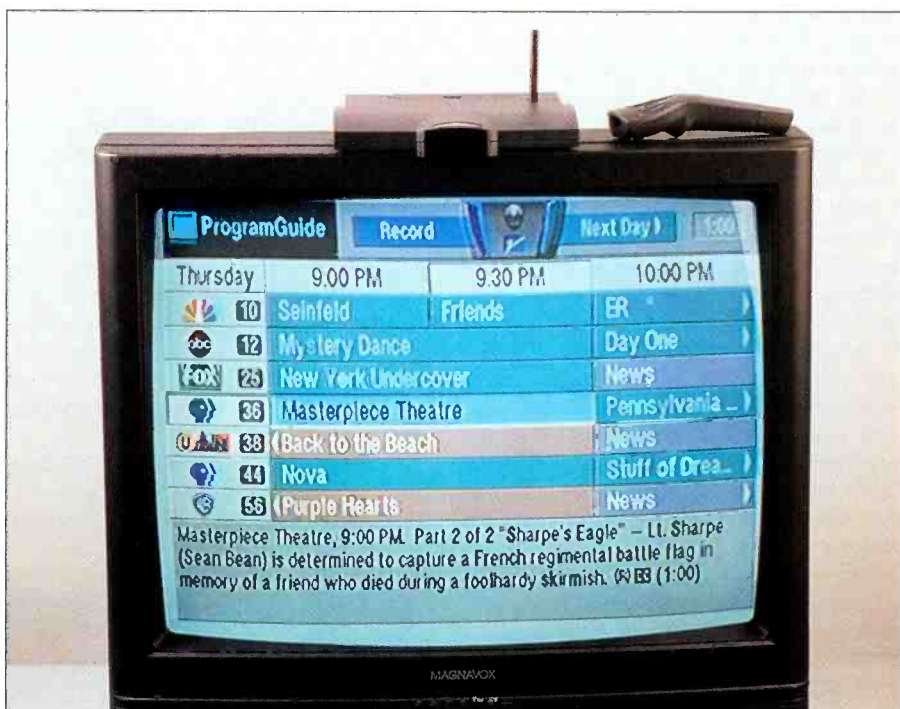 ProgramGuide Record Next Day 1:00
Thursday 9:00 PM 9:30 PM 10:00 PM
10 Seinfeld Friends ER
abc 12 Mystery Dance Day One
FOX 25 New York Undercover News
36 Masterpiece Theatre Pennsylvania ...
38 Back to the Beach News
44 Nova Stuff of Drea...
56 Purple Hearts News
Masterpiece Theatre, 9:00 PM. Part 2 of 2 "Sharpe's Eagle" – Lt. Sharpe
(Sean Bean) is determined to capture a French regimental battle flag in
memory of a friend who died during a foolhardy skirmish. (1:00)
MAGNAVOX